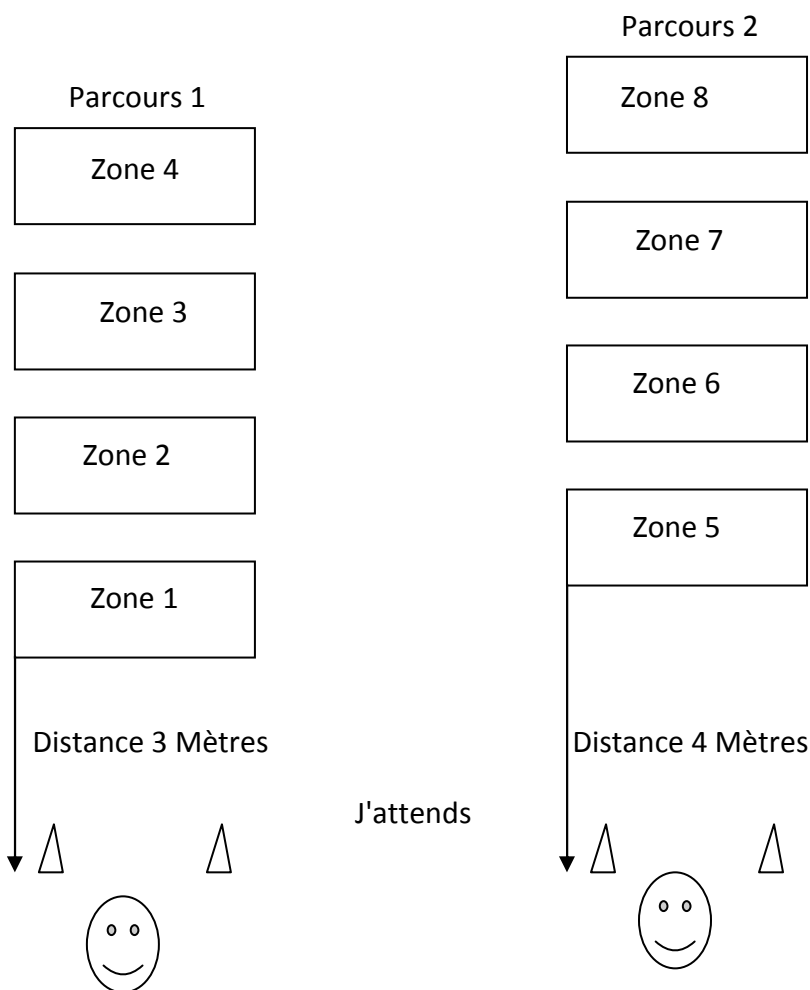 Parcours 1
Zone 4
Zone 3
Zone 2
Zone 1
Distance 3 Mètres
J'attends
Parcours 2
Zone 8
Zone 7
Zone 6
Zone 5
Distance 4 Mètres